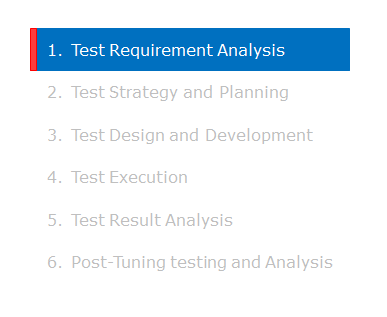 1. Test Requirement Analysis
2. Test Strategy and Planning
3. Test Design and Development
4. Test Execution
5. Test Result Analysis
6. Post-Tuning testing and Analysis